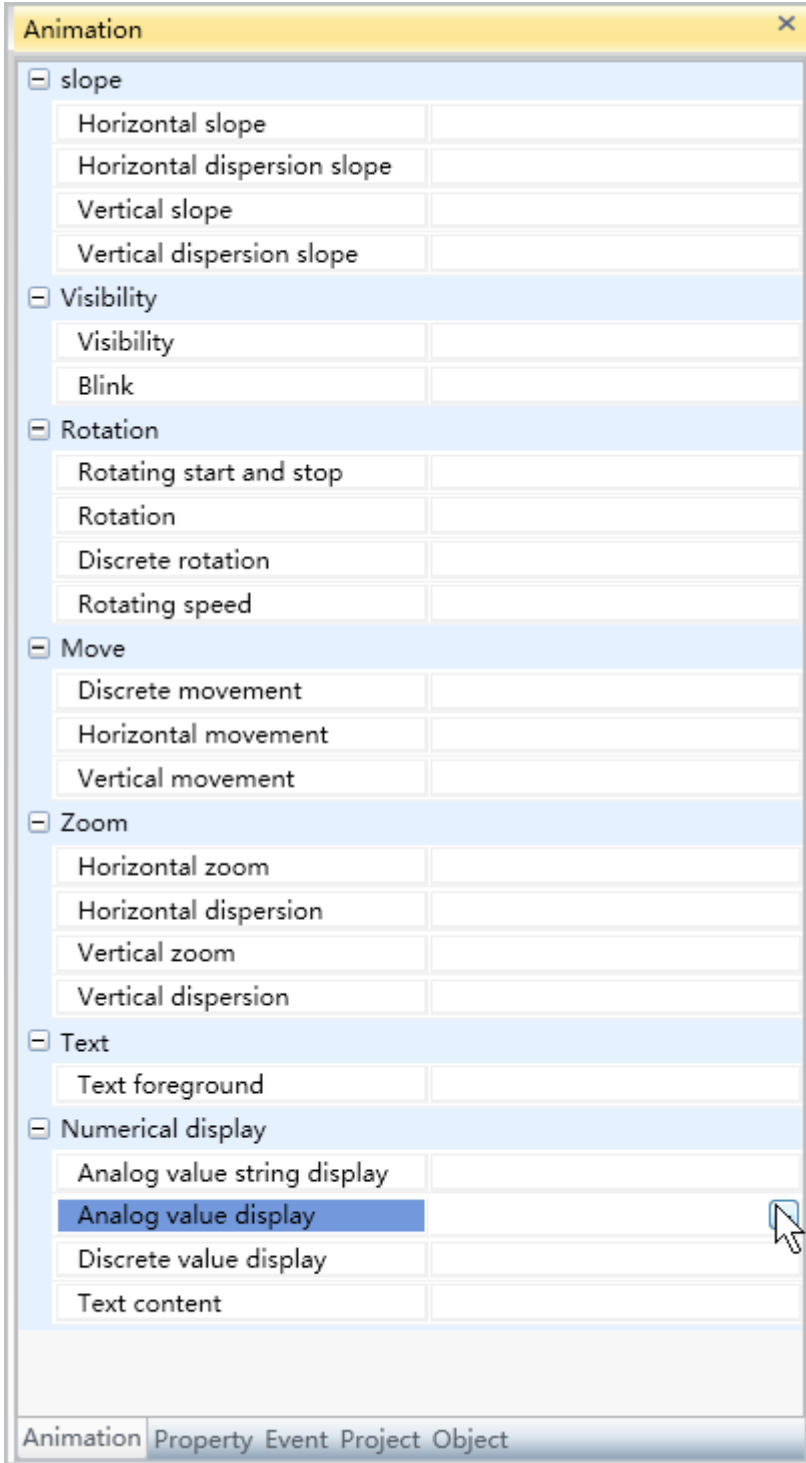 Animation
slope
Horizontal slope
Horizontal dispersion slope
Vertical slope
Vertical dispersion slope
Visibility
Visibility
Blink
Rotation
Rotating start and stop
Rotation
Discrete rotation
Rotating speed
Move
Discrete movement
Horizontal movement
Vertical movement
Zoom
Horizontal zoom
Horizontal dispersion
Vertical zoom
Vertical dispersion
Text
Text foreground
Numerical display
Analog value string display
Analog value display
Discrete value display
Text content
Animation Property Event Project Object